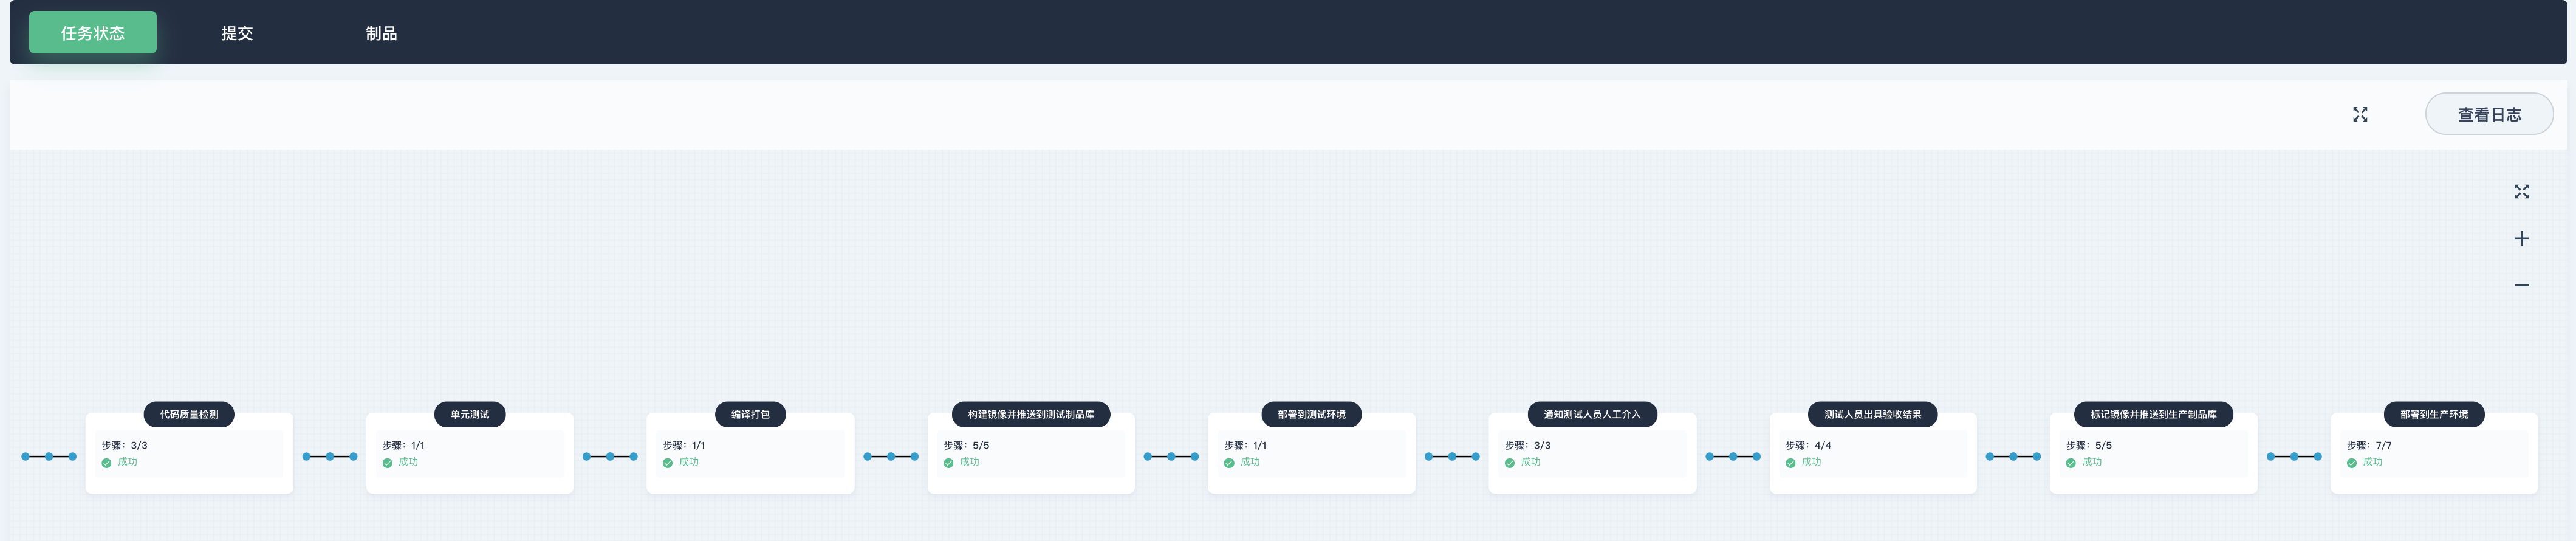 任务状态 提交 制品
查看日志
代码质量检测
步骤：3/3
成功
单元测试
步骤：1/1
成功
编译打包
步骤：1/1
成功
构建镜像并推送到测试制品库
步骤：5/5
成功
部署到测试环境
步骤：1/1
成功
通知测试人员人工介入
步骤：3/3
成功
测试人员出具验收结果
步骤：4/4
成功
标记镜像并推送到生产制品库
步骤：5/5
成功
部署到生产环境
步骤：7/7
成功